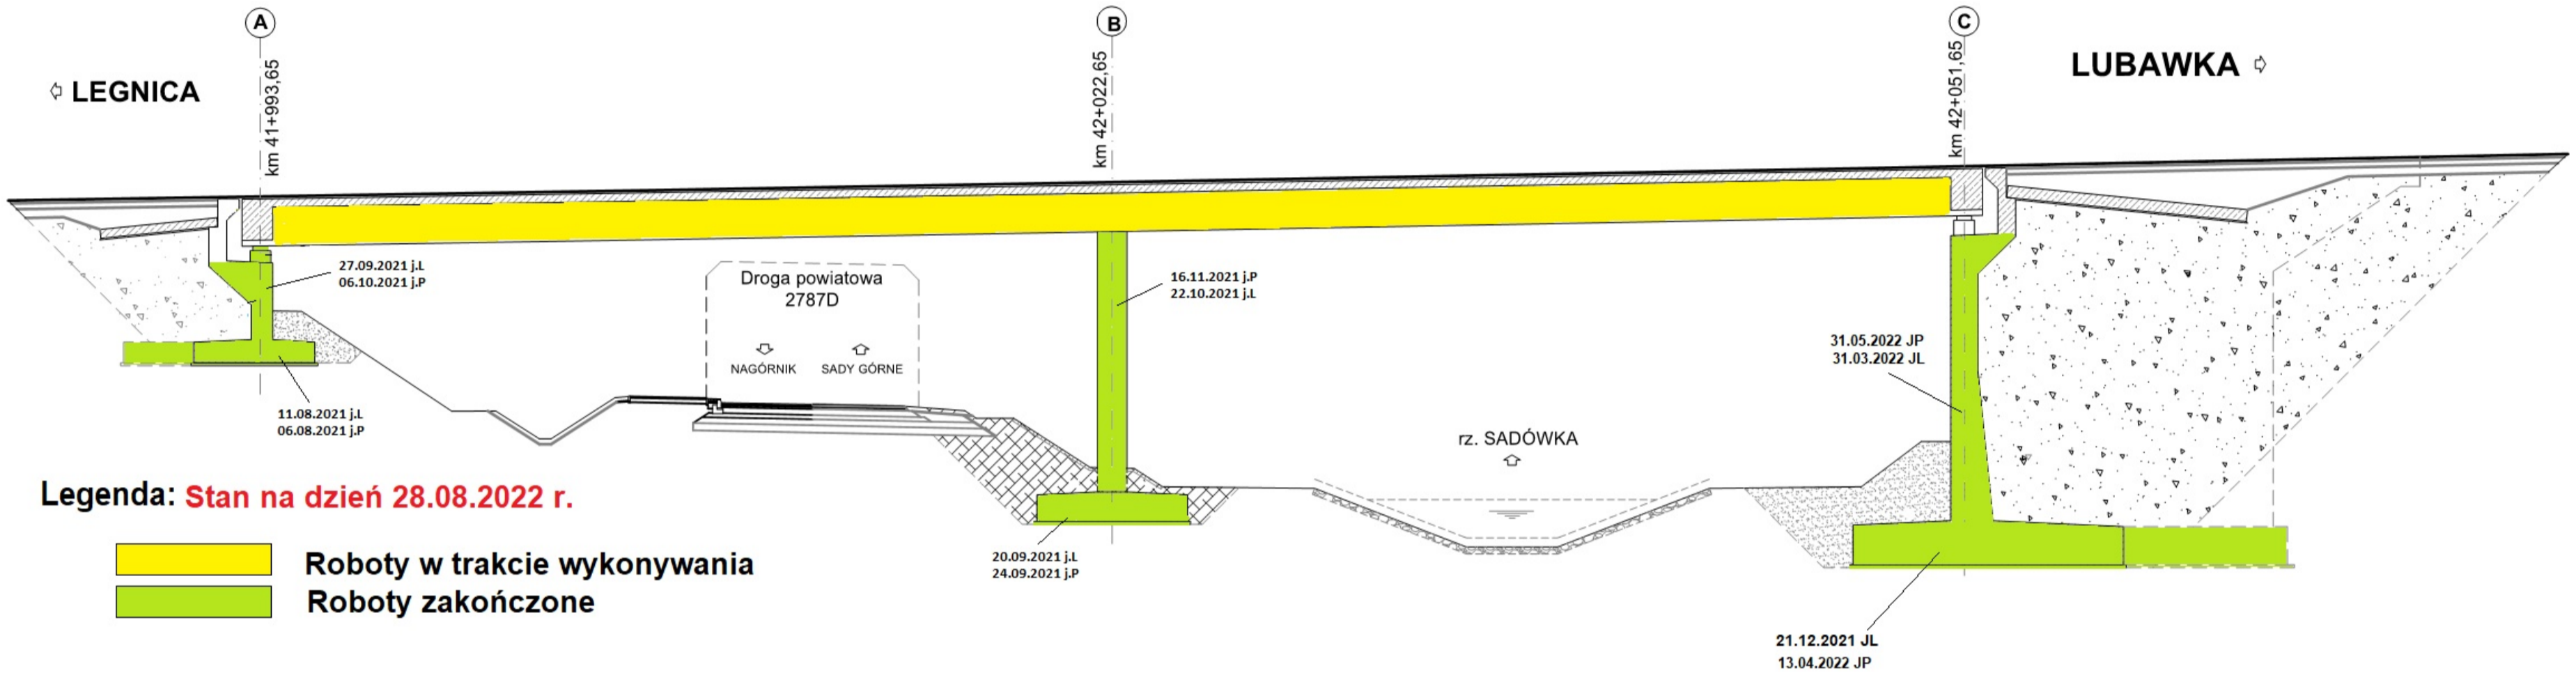 A
B
C
km 41+993,65
km 42+022,65
km 42+051,65
⇦ LEGNICA
LUBAWKA ⇨
27.09.2021 j.L
06.10.2021 j.P
Droga powiatowa
2787D
NAGÓRNIK
SADY GÓRNE
16.11.2021 j.P
22.10.2021 j.L
31.05.2022 JP
31.03.2022 JL
11.08.2021 j.L
06.08.2021 j.P
rz. SADÓWKA
Legenda: Stan na dzień 28.08.2022 r.
Roboty w trakcie wykonywania
Roboty zakończone
20.09.2021 j.L
24.09.2021 j.P
21.12.2021 JL
13.04.2022 JP